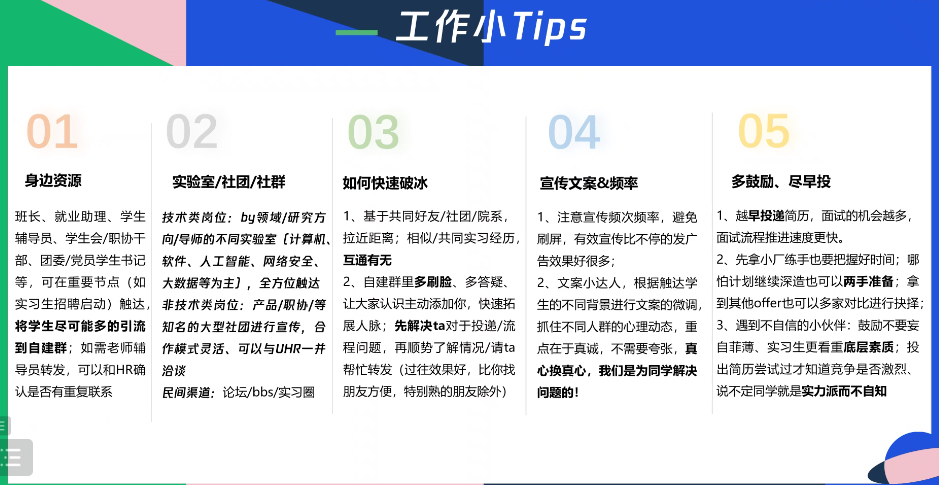 工作小Tips
01
身边资源
班长、就业助理、学生
辅导员、学生会/职协干
部、团委/党员学生书记
等，可在重要节点（如
实习生招聘启动）触达，
将学生尽可能多的引流
到自建群；如需老师辅
导员转发，可以和HR确
认是否有重复联系
02
实验室/社团/社群
技术类岗位：by领域/研究方
向/导师的不同实验室【计算机、
软件、人工智能、网络安全、
大数据等为主】，全方位触达
非技术类岗位：产品/职协/等
知名的大型社团进行宣传，合
作模式灵活、可以与UHR一并
洽谈
民间渠道：论坛/bbs/实习圈
03
如何快速破冰
1、基于共同好友/社团/院系，
拉近距离；相似/共同实习经历，
互通有无
2、自建群里多刷脸、多答疑、
让大家认识主动添加你，快速拓
展人脉；先解决ta对于投递/流
程问题，再顺势了解情况/请ta
帮忙转发（过往效果好，比你找
朋友方便，特别熟的朋友除外）
04
宣传文案&频率
1、注意宣传频次频率，避免
刷屏，有效宣传比不停的发广
告效果好很多；
2、文案小达人，根据触达学
生的不同背景进行文案的微调，
抓住不同人群的心理动态，重
点在于真诚，不需要夸张，真
心换真心，我们是为同学解决
问题的！
05
多鼓励、尽早投
1、越早投递简历，面试的机会越多，
面试流程推进速度更快。
2、先拿小厂练手也要把握好时间；哪
怕计划继续深造也可以两手准备；拿
到其他offer也可以多家对比进行抉择；
3、遇到不自信的小伙伴：鼓励不要妄
自菲薄、实习生更看重底层素质；投
出简历尝试过才知道竞争是否激烈、
说不定同学就是实力派而不自知